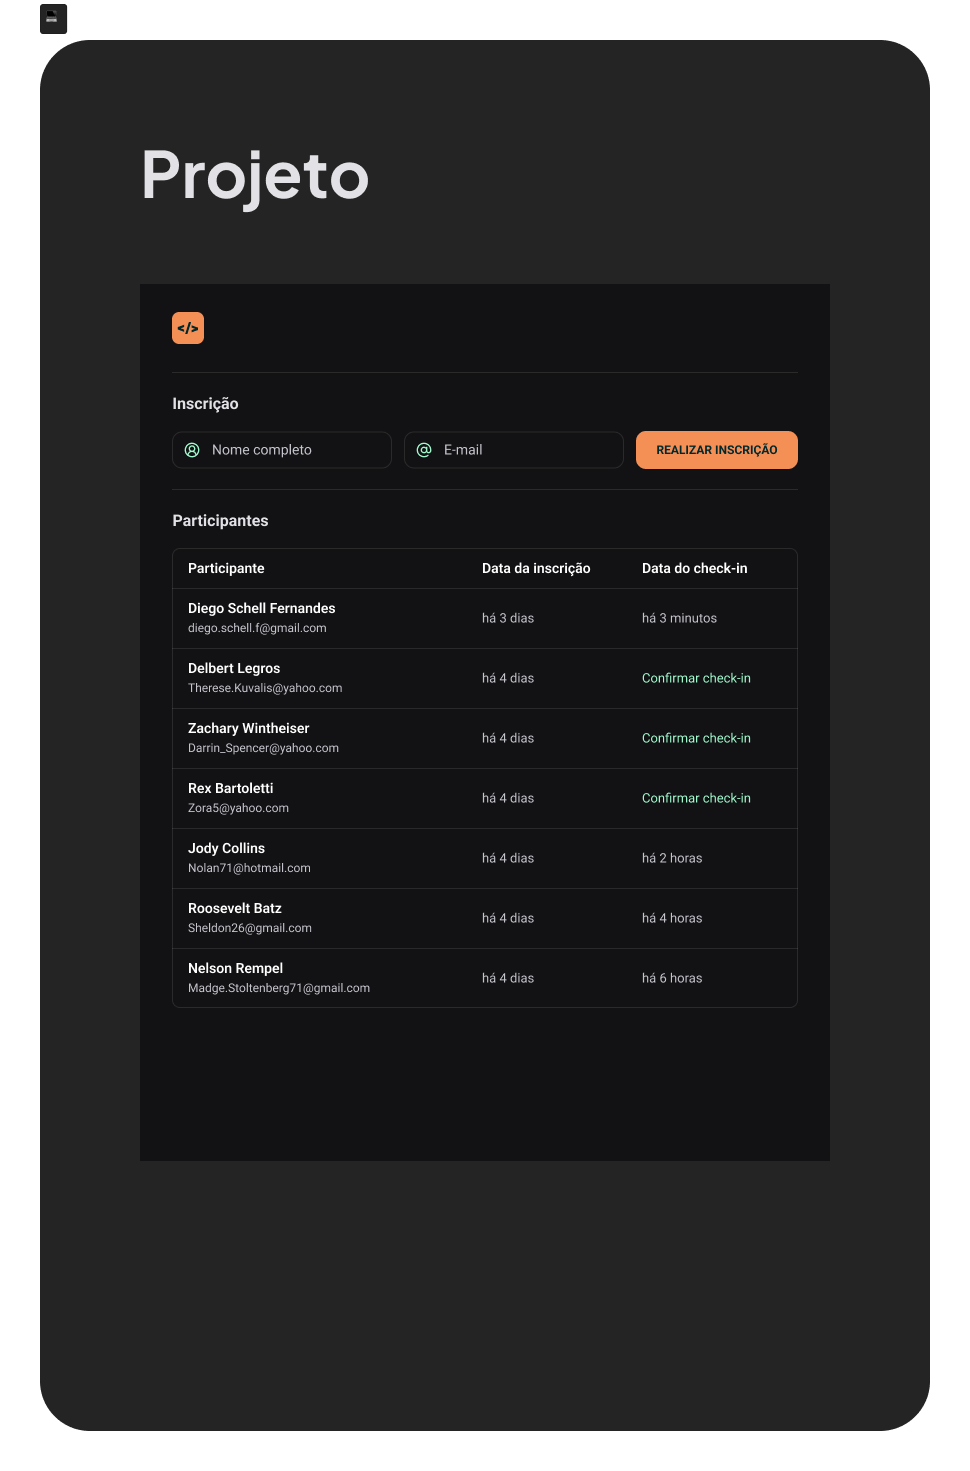 Projeto
</>
Inscrição
Nome completo
E-mail
REALIZAR INSCRIÇÃO
Participantes
Participante Data da inscrição Data do check-in
Diego Schell Fernandes
diego.schell.f@gmail.com
há 3 dias há 3 minutos
Delbert Legros
Therese.Kuvalis@yahoo.com
há 4 dias Confirmar check-in
Zachary Wintheiser
Darrin_Spencer@yahoo.com
há 4 dias Confirmar check-in
Rex Bartoletti
Zora5@yahoo.com
há 4 dias Confirmar check-in
Jody Collins
Nolan71@hotmail.com
há 4 dias há 2 horas
Roosevelt Batz
Sheldon26@gmail.com
há 4 dias há 4 horas
Nelson Rempel
Madge.Stoltenberg71@gmail.com
há 4 dias há 6 horas